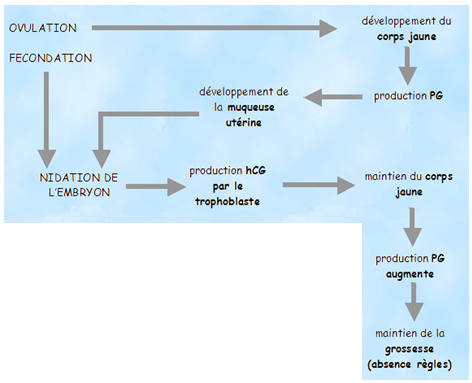 OVULATION
développement du
corps jaune
FECONDATION
production PG
développement de
la muqueuse
utérine
NIDATION DE
L'EMBRYON
production hCG
par le
trophoblaste
maintien du corps
jaune
production PG
augmente
maintien de la
grossesse
(absence règles)